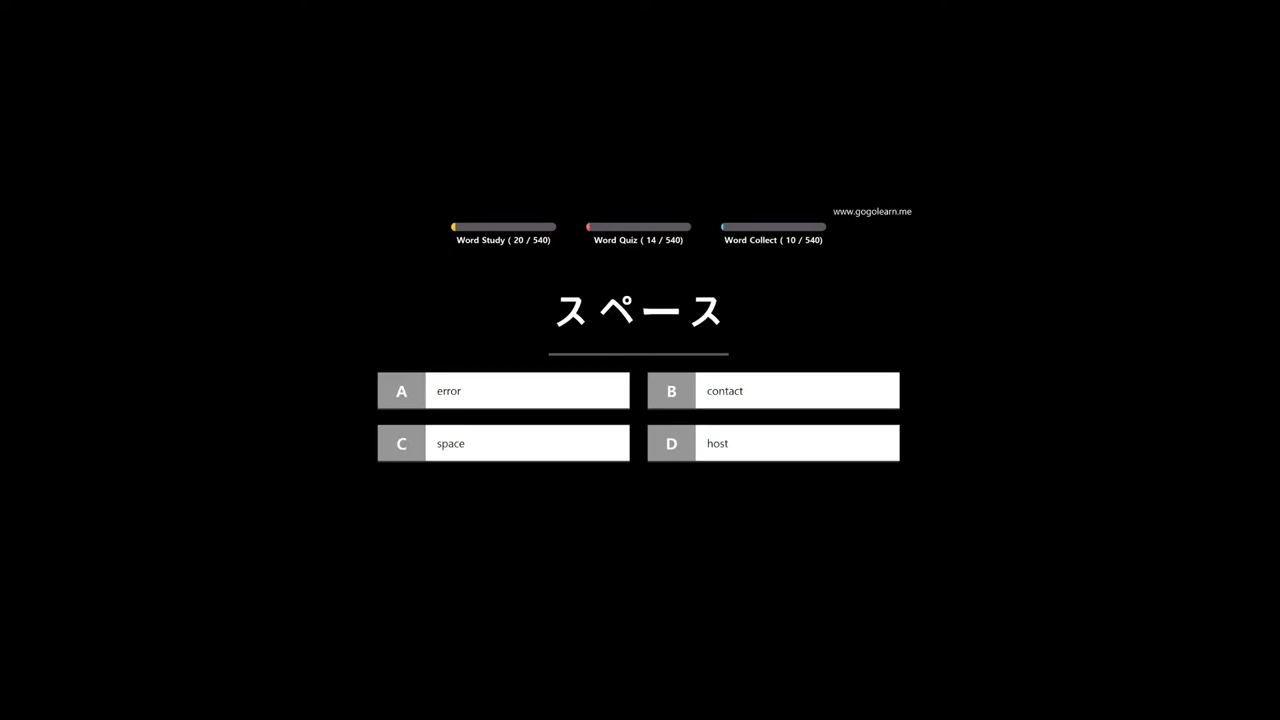 www.gogolearn.me
Word Study ( 20 / 540)
Word Quiz ( 14 / 540)
Word Collect ( 10 / 540)
スペース
A error
B contact
C space
D host